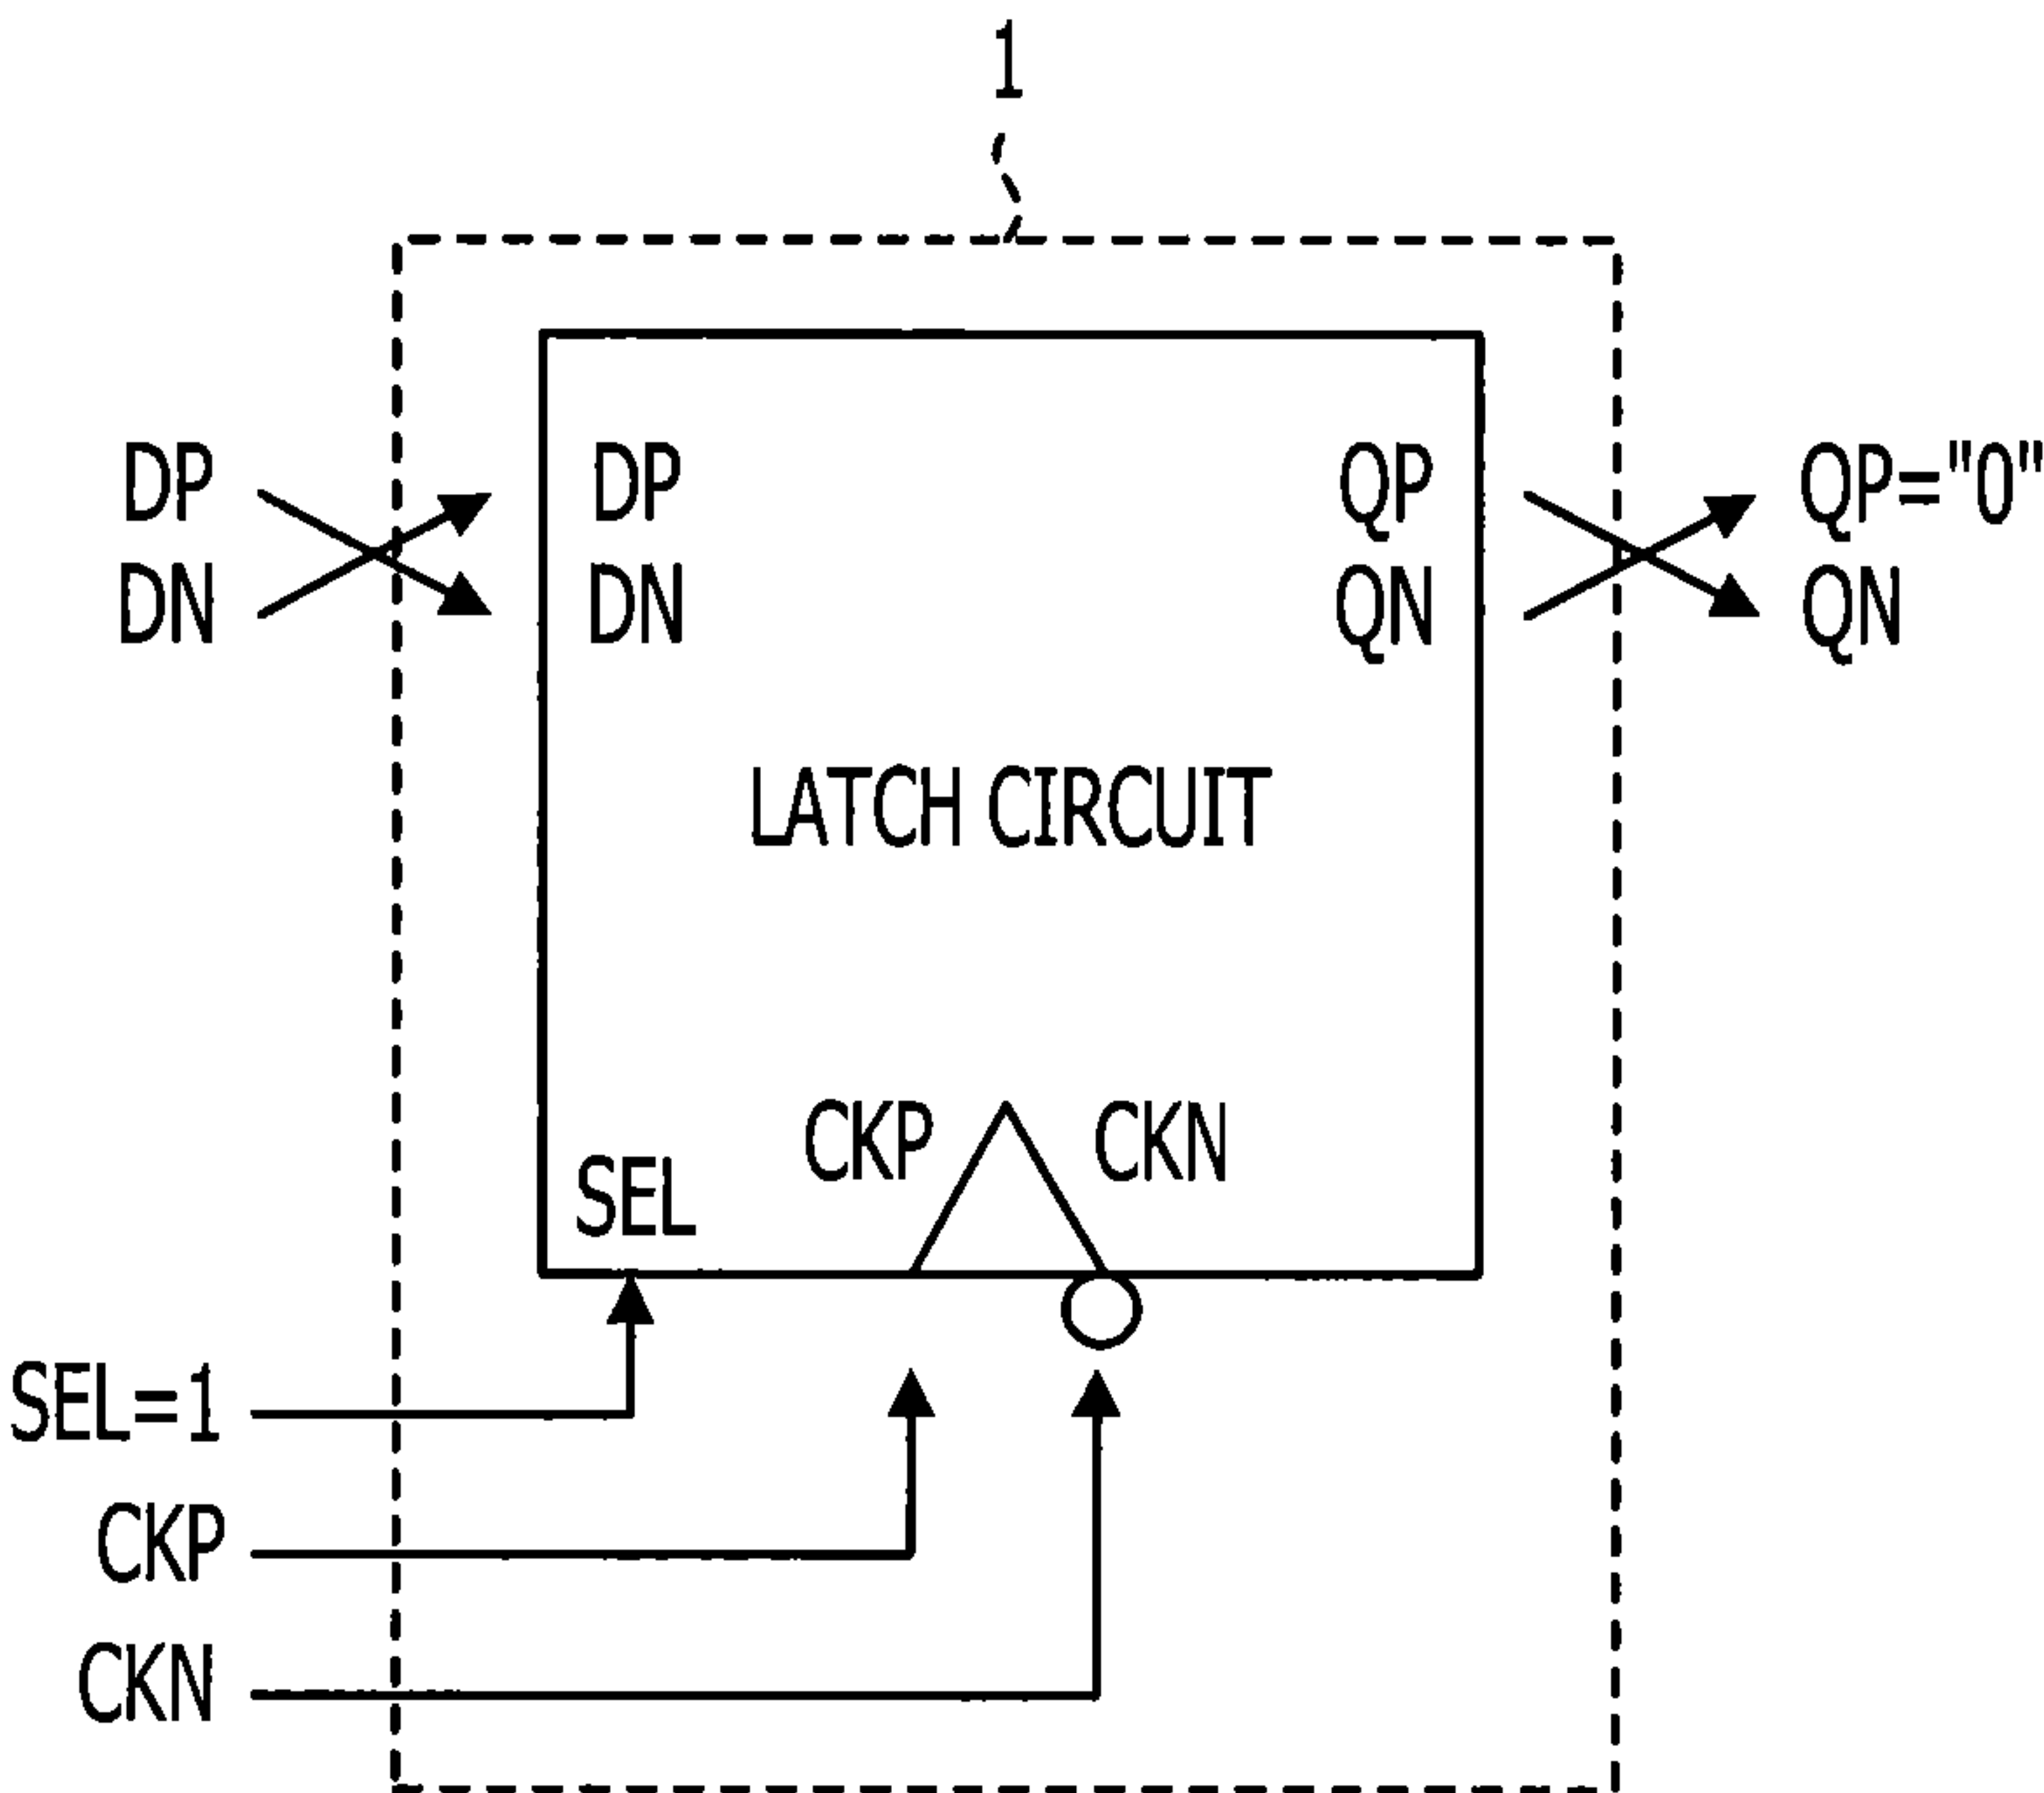 1
DP DP QP QP="0"
DN DN QN QN
LATCH CIRCUIT
CKP CKN
SEL
SEL=1
CKP
CKN